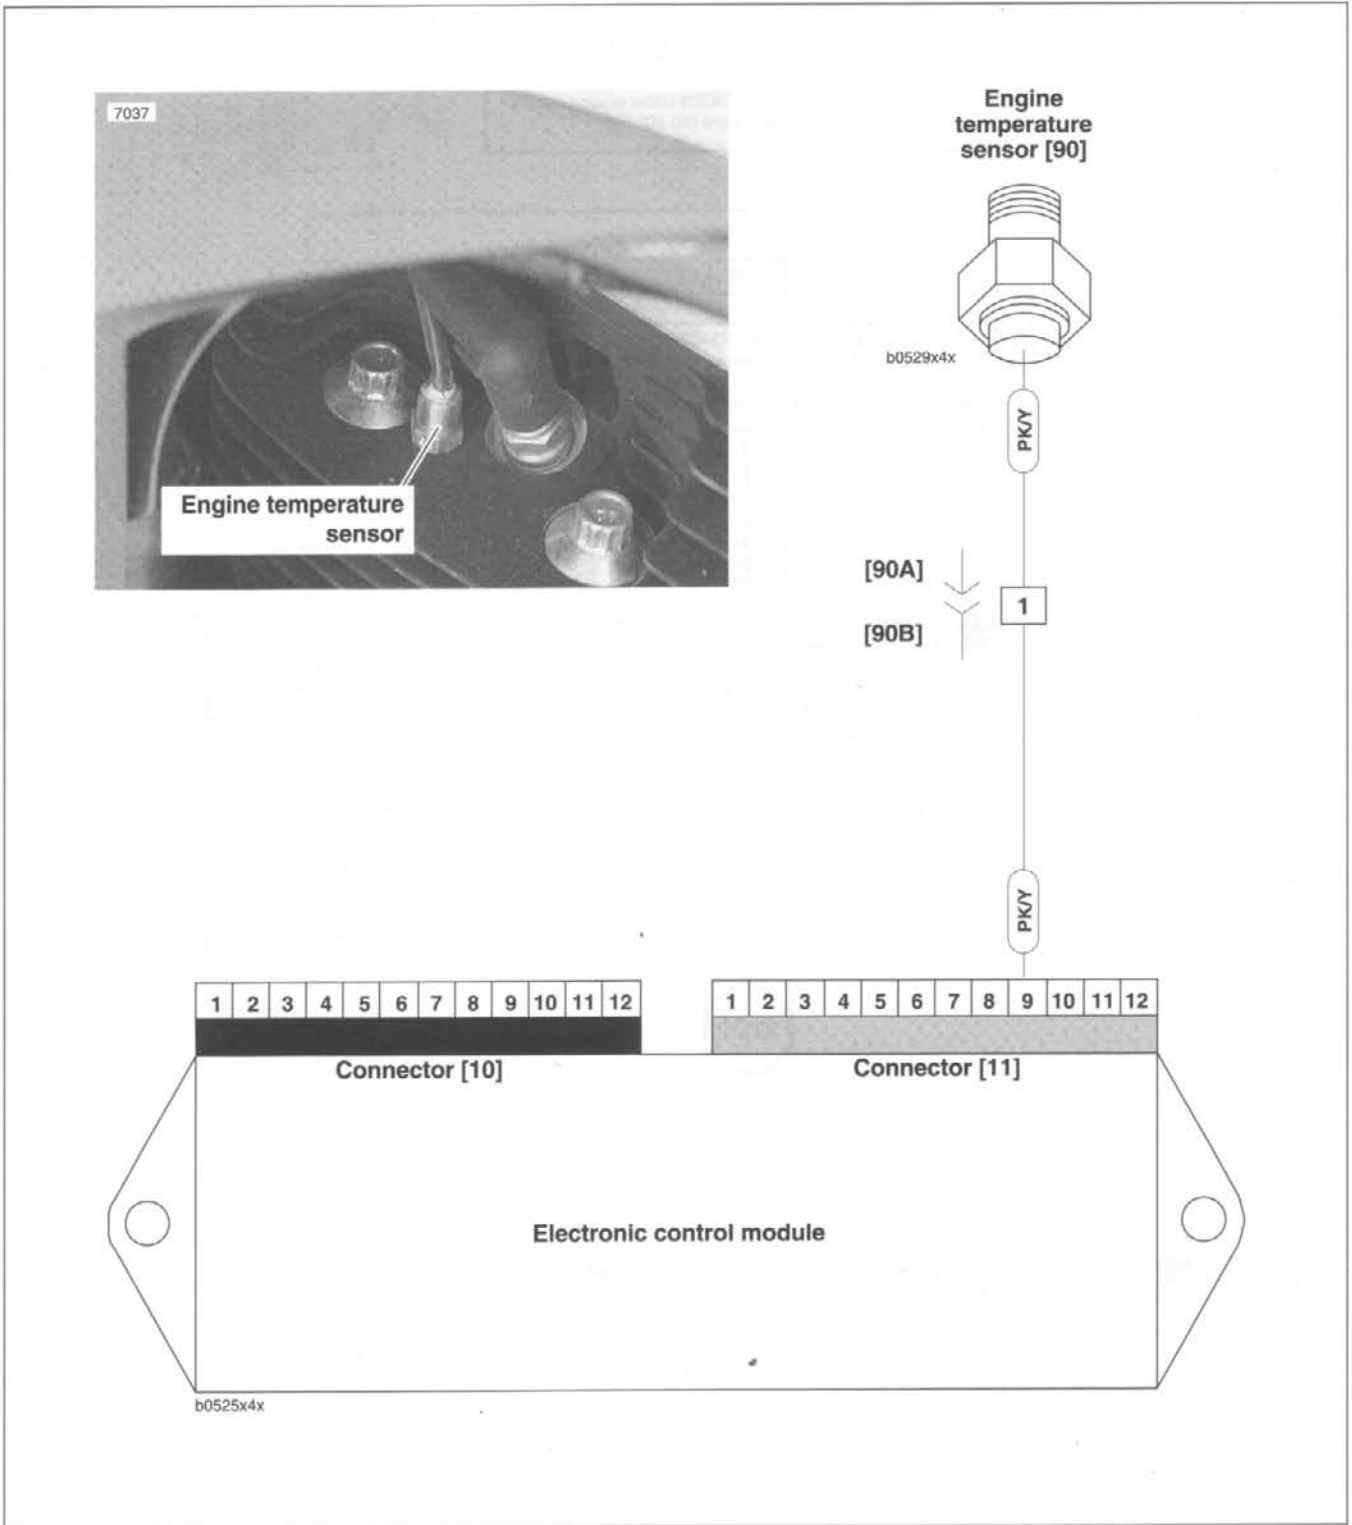 7037
Engine temperature
sensor
Engine
temperature
sensor [90]
b0529x4x
PK/Y
[90A]
1
[90B]
PK/Y
1 2 3 4 5 6 7 8 9 10 11 12
1 2 3 4 5 6 7 8 9 10 11 12
Connector [10]
Connector [11]
Electronic control module
b0525x4x